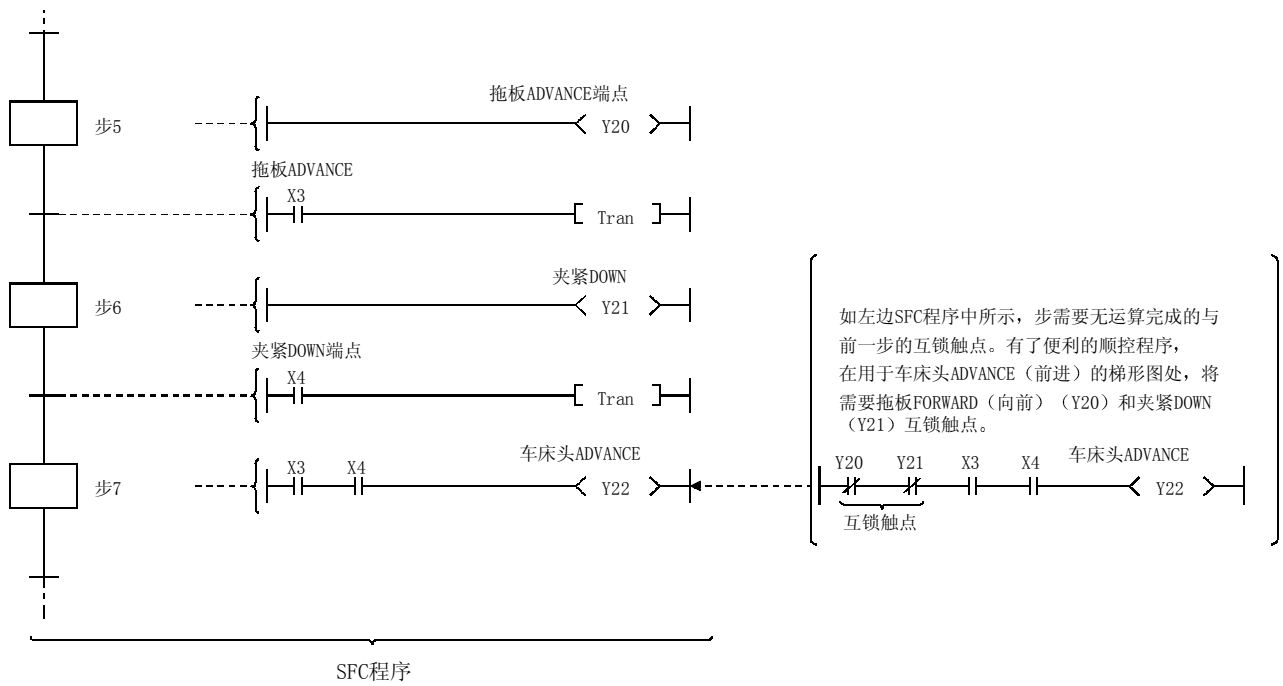 拖板ADVANCE端点
步5
Y20
拖板ADVANCE
X3
Tran
夹紧DOWN
步6
Y21
夹紧DOWN端点
X4
Tran
车床头ADVANCE
步7
X3 X4
Y22
如左边SFC程序中所示，步需要无运算完成的与
前一步的互锁触点。有了便利的顺控程序，
在用于车床头ADVANCE（前进）的梯形图处，将
需要拖板FORWARD（向前）（Y20）和夹紧DOWN
（Y21）互锁触点。
车床头ADVANCE
Y20 Y21 X3 X4
Y22
互锁触点
SFC程序